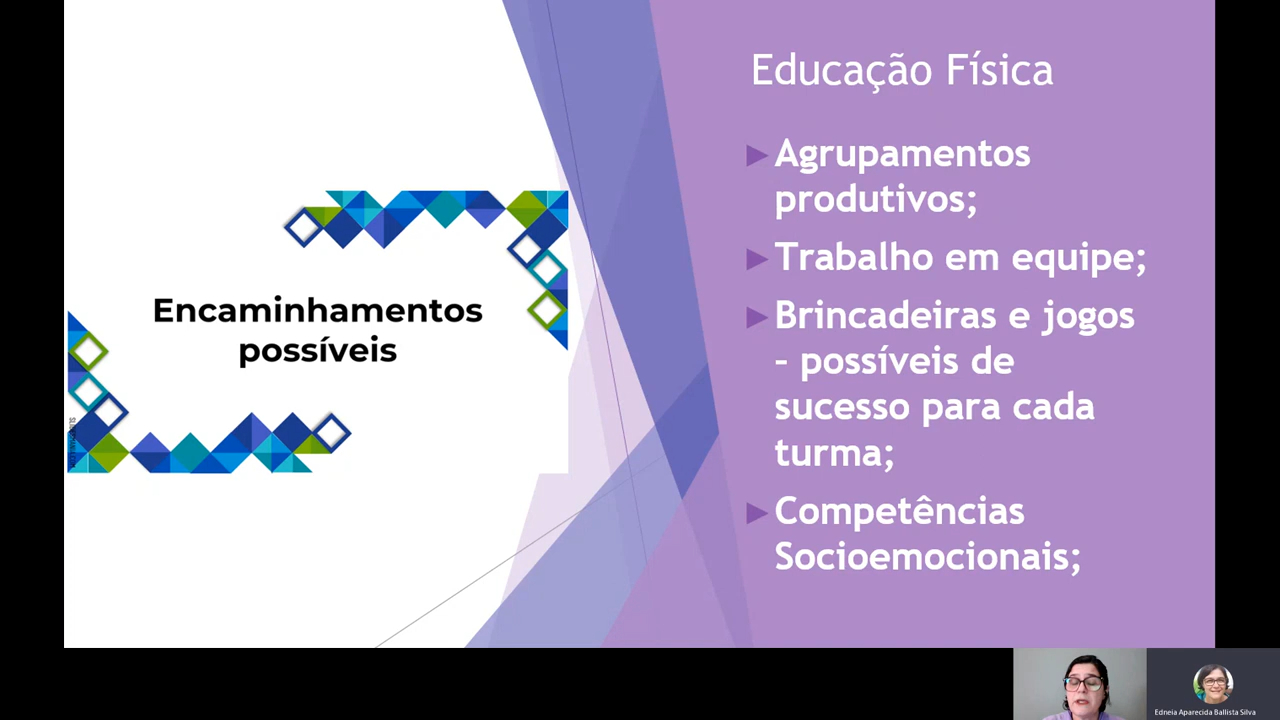 Educação Física
Encaminhamentos
possíveis
►Agrupamentos
produtivos;
►Trabalho em equipe;
►Brincadeiras e jogos
– possíveis de
sucesso para cada
turma;
►Competências
Socioemocionais;
Edneia Aparecida Ballista Silva